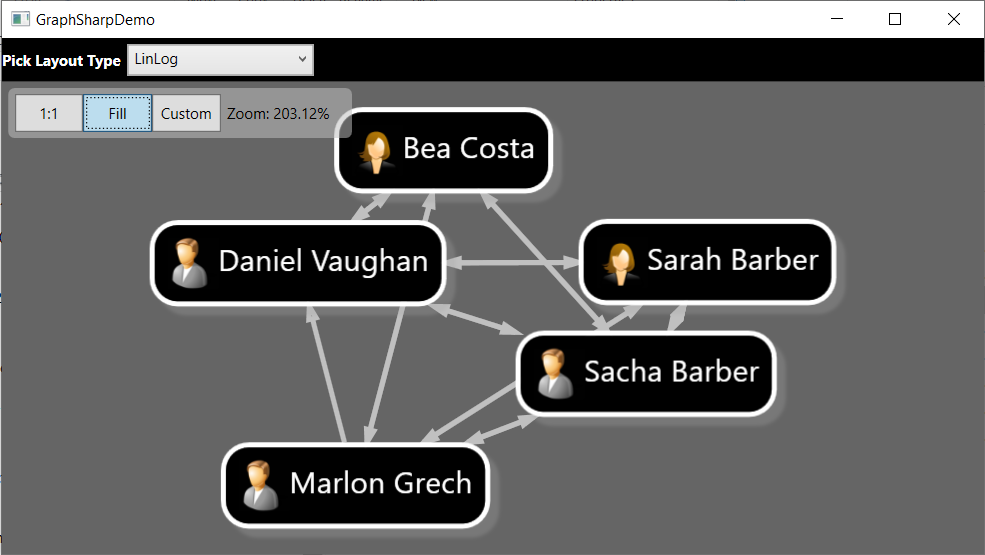 GraphSharpDemo
Pick Layout Type LinLog
1:1 Fill Custom Zoom: 203.12%
Bea Costa
Daniel Vaughan
Sarah Barber
Sacha Barber
Marlon Grech